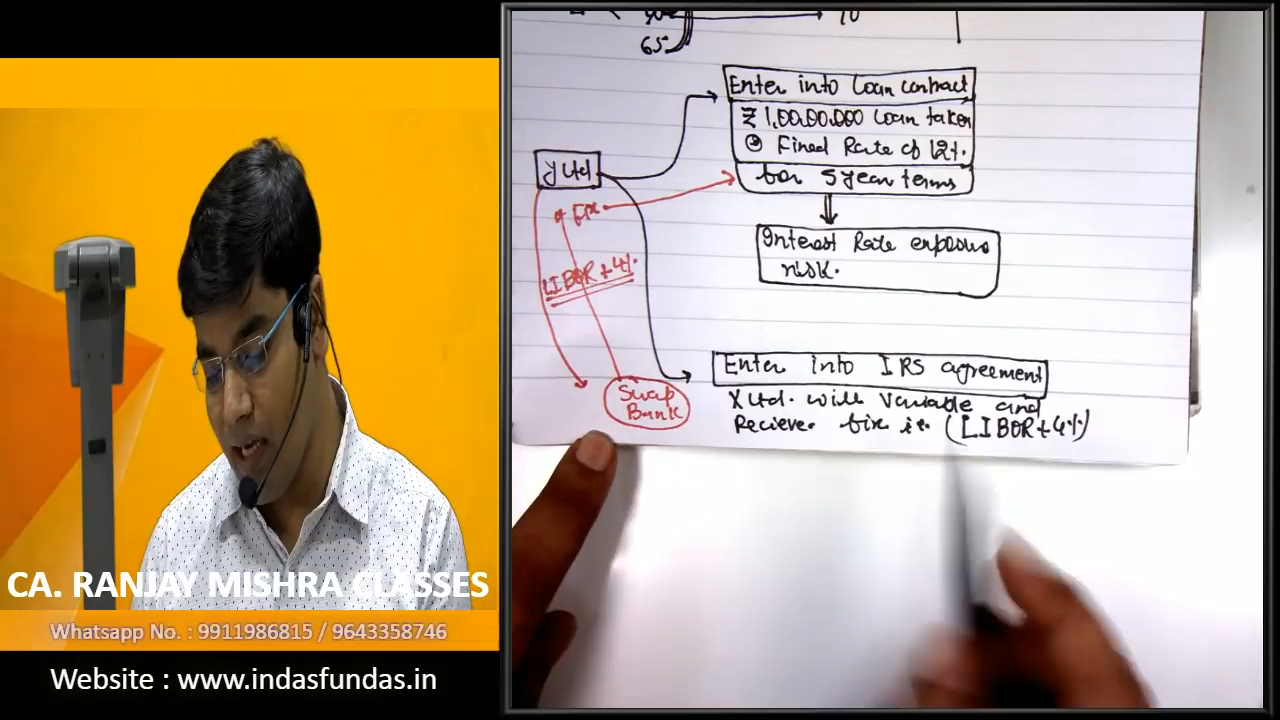 10
65
Enter into Loan contract
₹ 1,00,00,000 Loan taken
@ Fixed Rate of 12%.
for 5 year terms
Y Ltd
Fix
LIBOR + 4%.
Interest Rate exposure
risk.
Enter into IRS agreement
X Ltd. will variable and
Recieve fix i.e. (LIBOR + 4%)
Swap
Bank
CA. RANJAY MISHRA CLASSES
Whatsapp No. : 9911986815 / 9643358746
Website : www.indasfundas.in